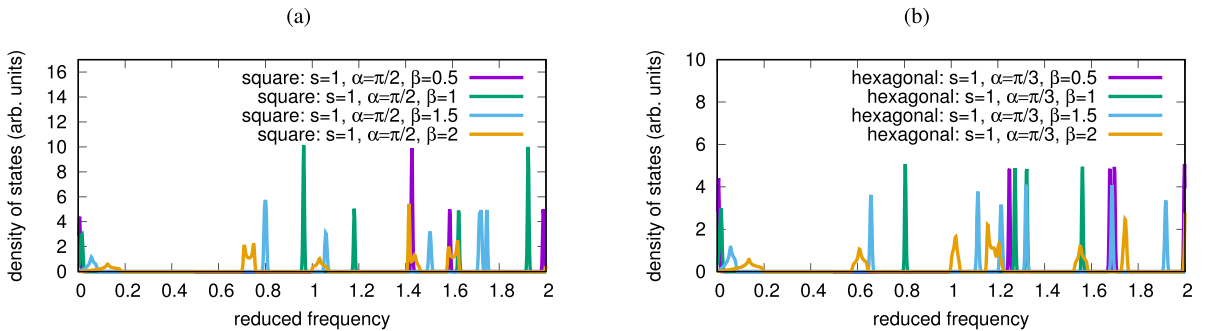 (a)
density of states (arb. units)
16
14
12
10
8
6
4
2
0
square: s=1, α=π/2, β=0.5
square: s=1, α=π/2, β=1
square: s=1, α=π/2, β=1.5
square: s=1, α=π/2, β=2
0 0.2 0.4 0.6 0.8 1 1.2 1.4 1.6 1.8 2
reduced frequency
(b)
density of states (arb. units)
10
8
6
4
2
0
hexagonal: s=1, α=π/3, β=0.5
hexagonal: s=1, α=π/3, β=1
hexagonal: s=1, α=π/3, β=1.5
hexagonal: s=1, α=π/3, β=2
0 0.2 0.4 0.6 0.8 1 1.2 1.4 1.6 1.8 2
reduced frequency